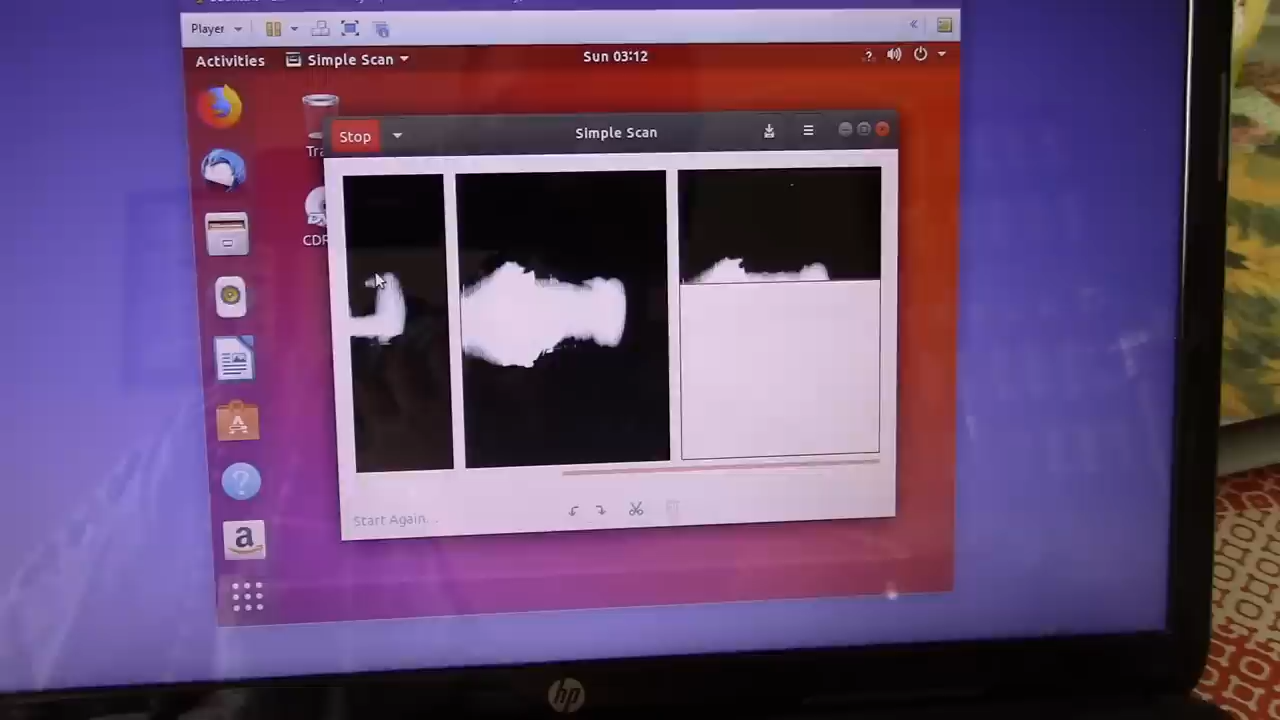 Player
Activities
Simple Scan
Sun 03:12
?
Stop
Simple Scan
Start Again...
?
a
hp